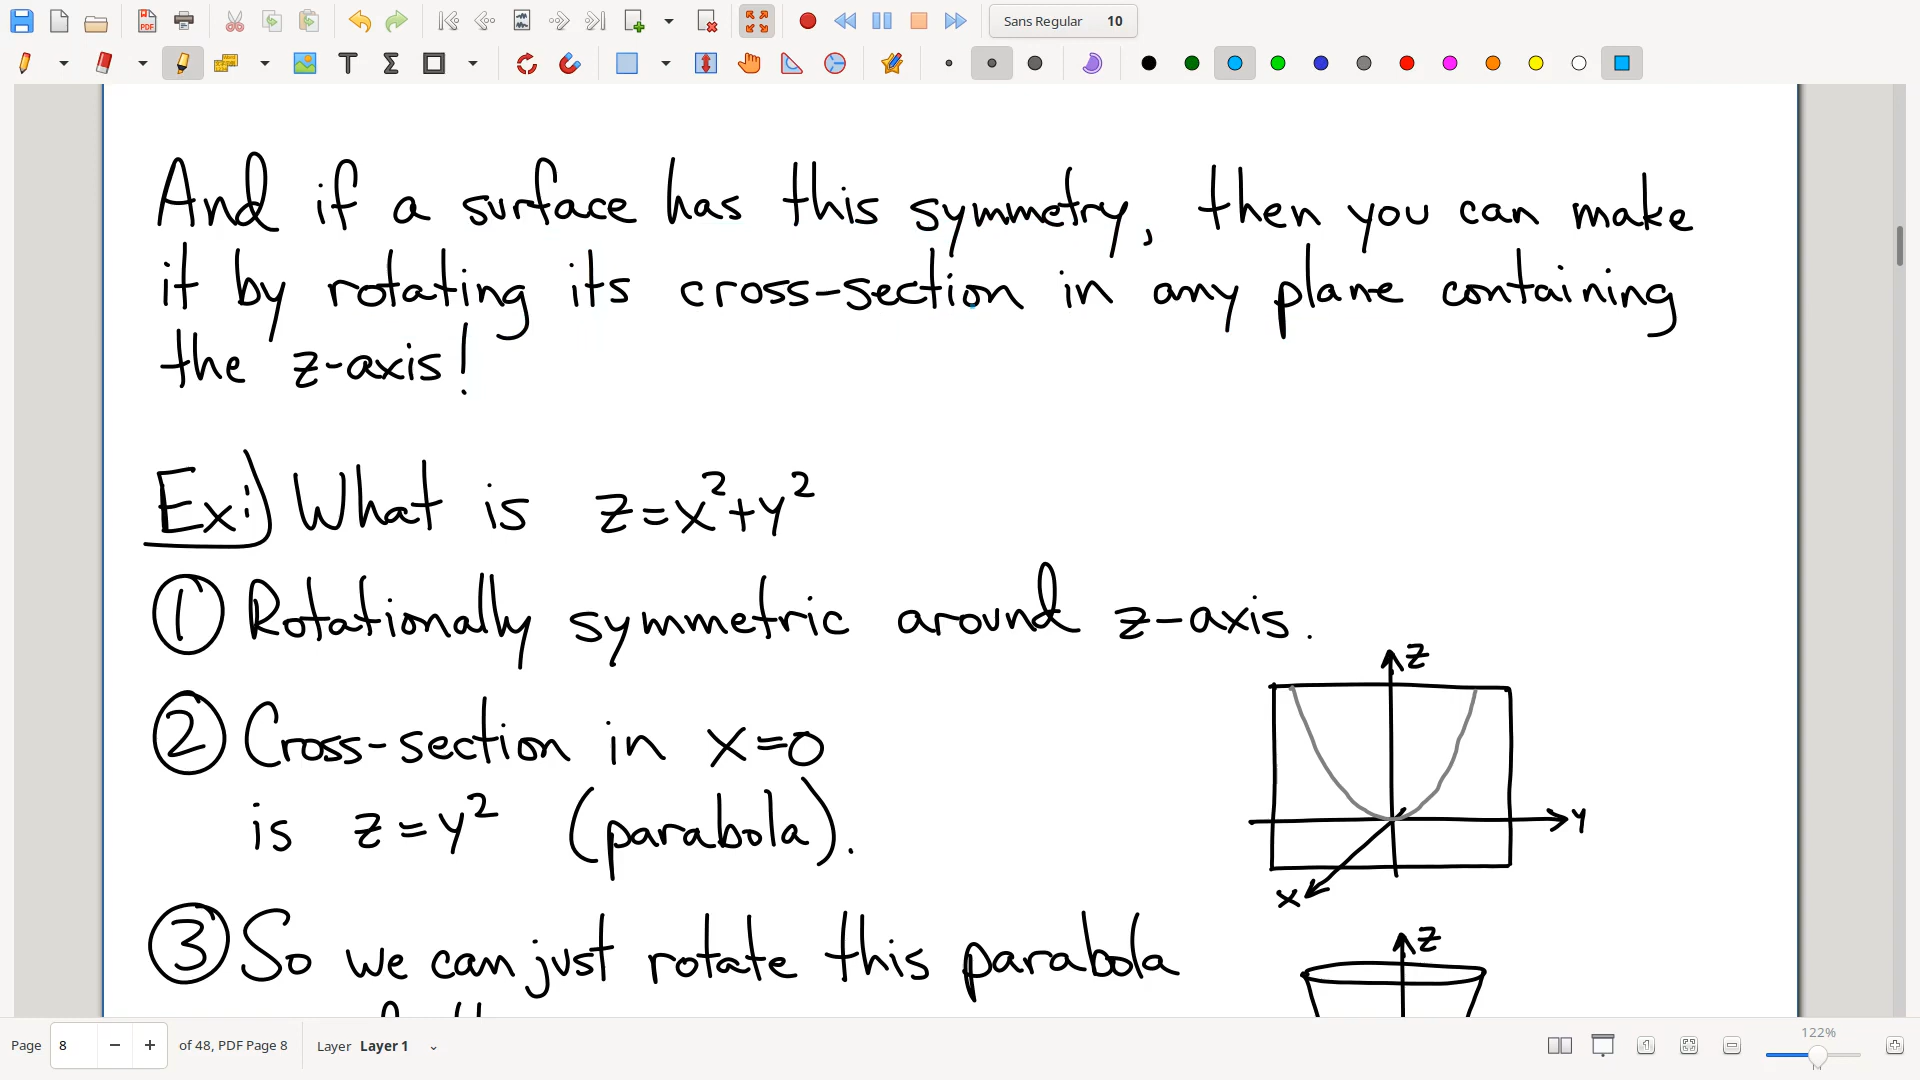 Sans Regular 10
And if a surface has this symmetry, then you can make
it by rotating its cross-section in any plane containing
the z-axis!
Ex: What is z=x²+y²
① Rotationally symmetric around z-axis.
② Cross-section in x=0
is z=y² (parabola).
z
y
x
③ So we can just rotate this parabola
z
Page 8 of 48, PDF Page 8 Layer Layer 1 122%